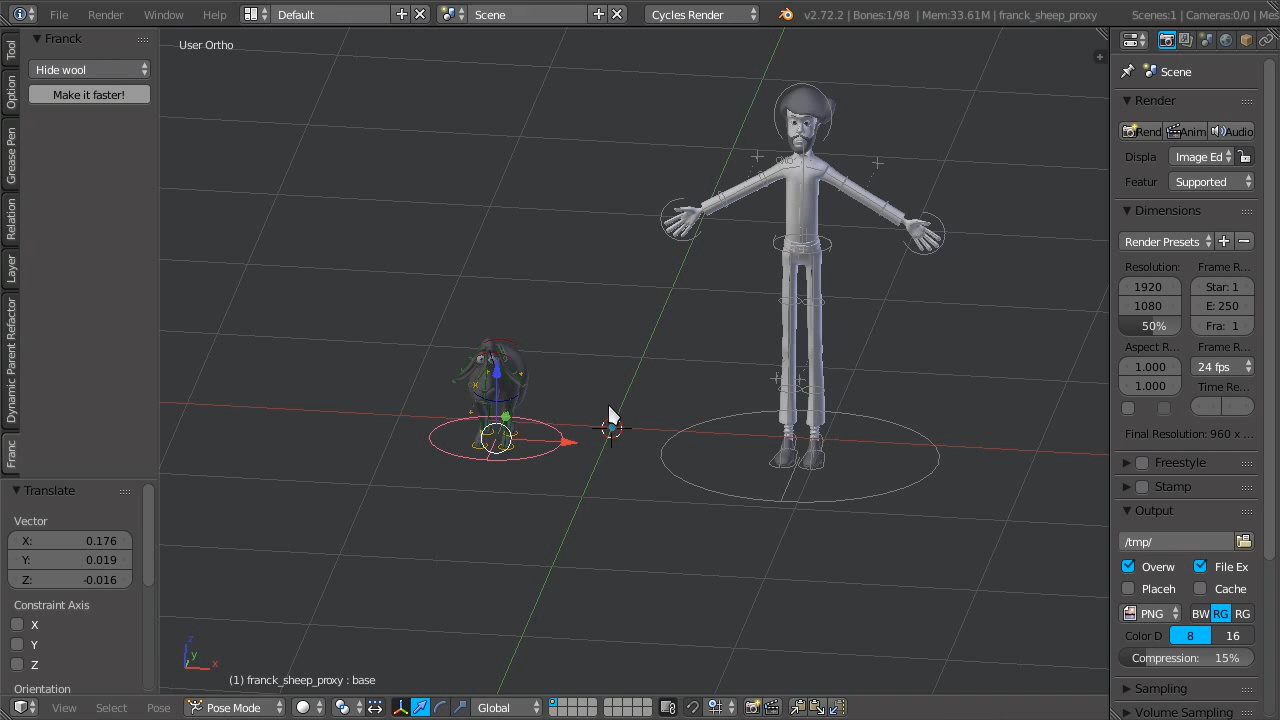 File Render Window Help Default Scene Cycles Render v2.72.2 | Bones:1/98 | Mem:33.61M | franck_sheep_proxy Scenes:1 | Cameras:0/0 | Mes
Tool
Option
Grease Pen
Relation
Layer
Dynamic Parent Refactor
Franc
Franck
Hide wool
Make it faster!
Translate
Vector
X: 0.176
Y: 0.019
Z: -0.016
Constraint Axis
X
Y
Z
Orientation
User Ortho
z
y
x
(1) franck_sheep_proxy : base
View Select Pose Pose Mode Global
Scene
Render
Rend Anim Audio
Displa Image Ed
Featur Supported
Dimensions
Render Presets
Resolution: Frame R...
1920 Star: 1
1080 E: 250
50% Fra: 1
Aspect R... Frame R...
1.000 24 fps
1.000 Time Re...
Final Resolution: 960 x ...
Freestyle
Stamp
Output
/tmp/
Overw File Ex
Placeh Cache
PNG BW RG RG
Color D 8 16
Compression: 15%
Sampling
Volume Sampling